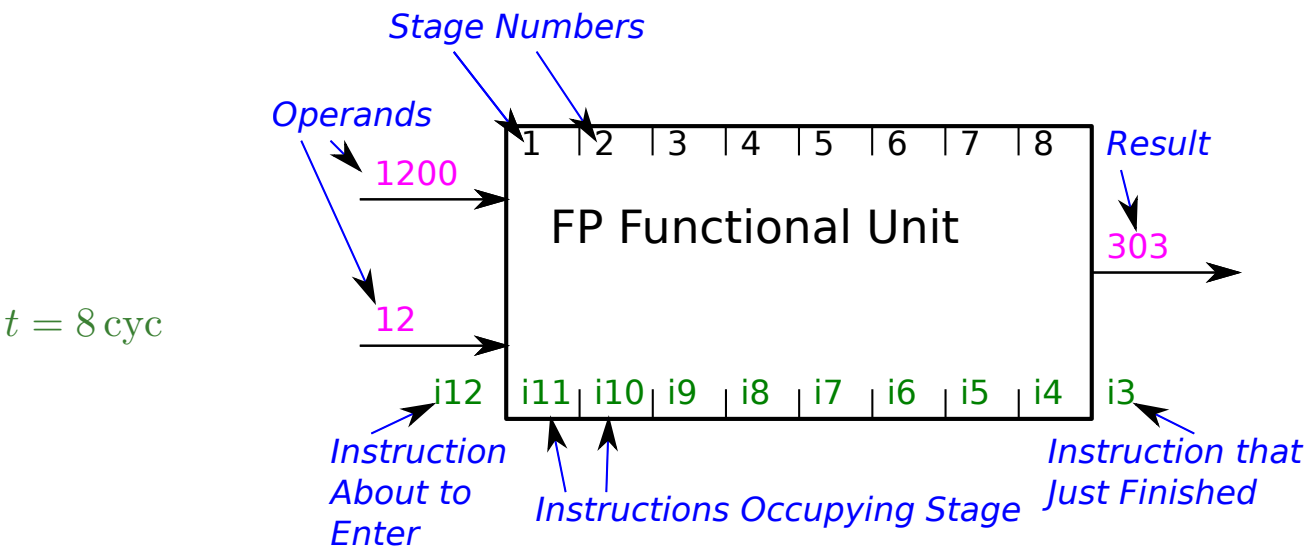 Stage Numbers
Operands
1 2 3 4 5 6 7 8
Result
1200
FP Functional Unit
303
12
t = 8 cyc
i12 i11 i10 i9 i8 i7 i6 i5 i4 i3
Instruction
About to
Enter
Instructions Occupying Stage
Instruction that
Just Finished